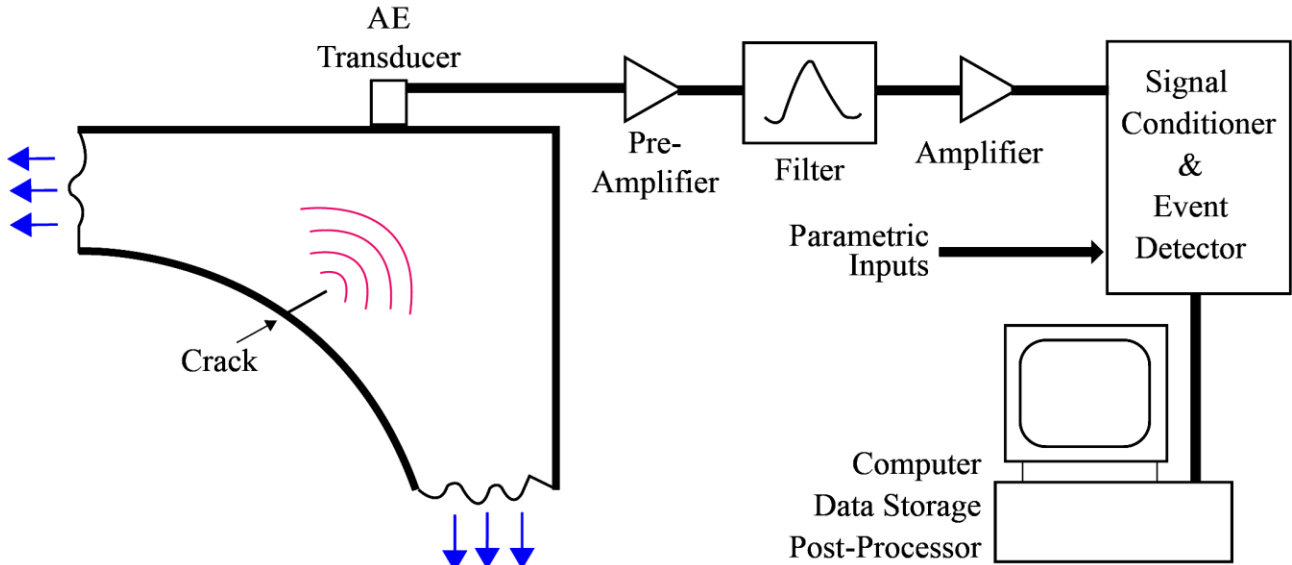 AE
Transducer
Pre-
Amplifier
Filter
Amplifier
Signal
Conditioner
&
Event
Detector
Parametric
Inputs
Crack
Computer
Data Storage
Post-Processor